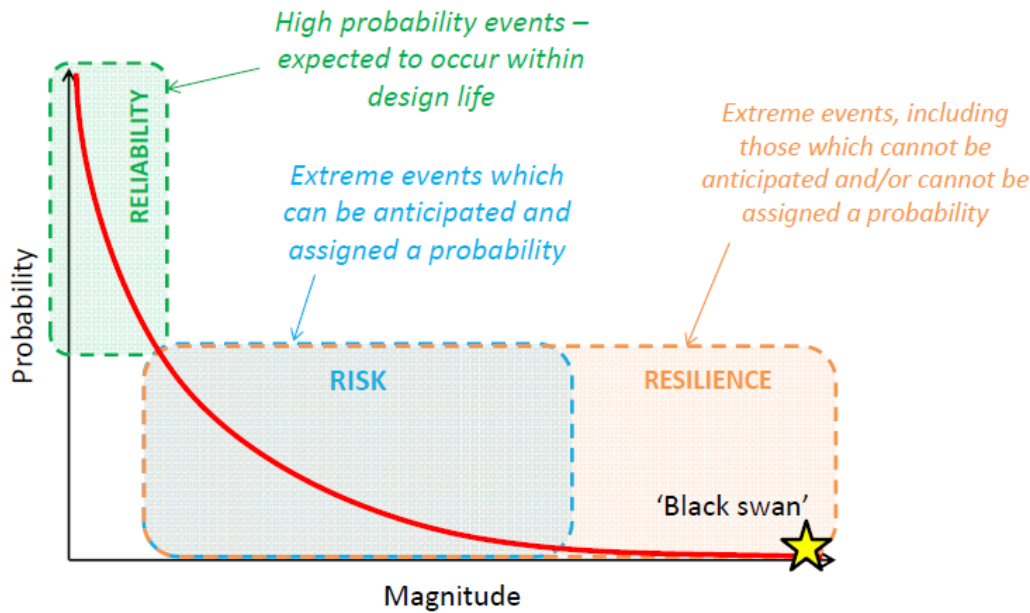 High probability events –
expected to occur within
design life
RELIABILITY
Extreme events, including
those which cannot be
anticipated and/or cannot be
assigned a probability
Extreme events which
can be anticipated and
assigned a probability
Probability
RISK
RESILIENCE
‘Black swan’
Magnitude